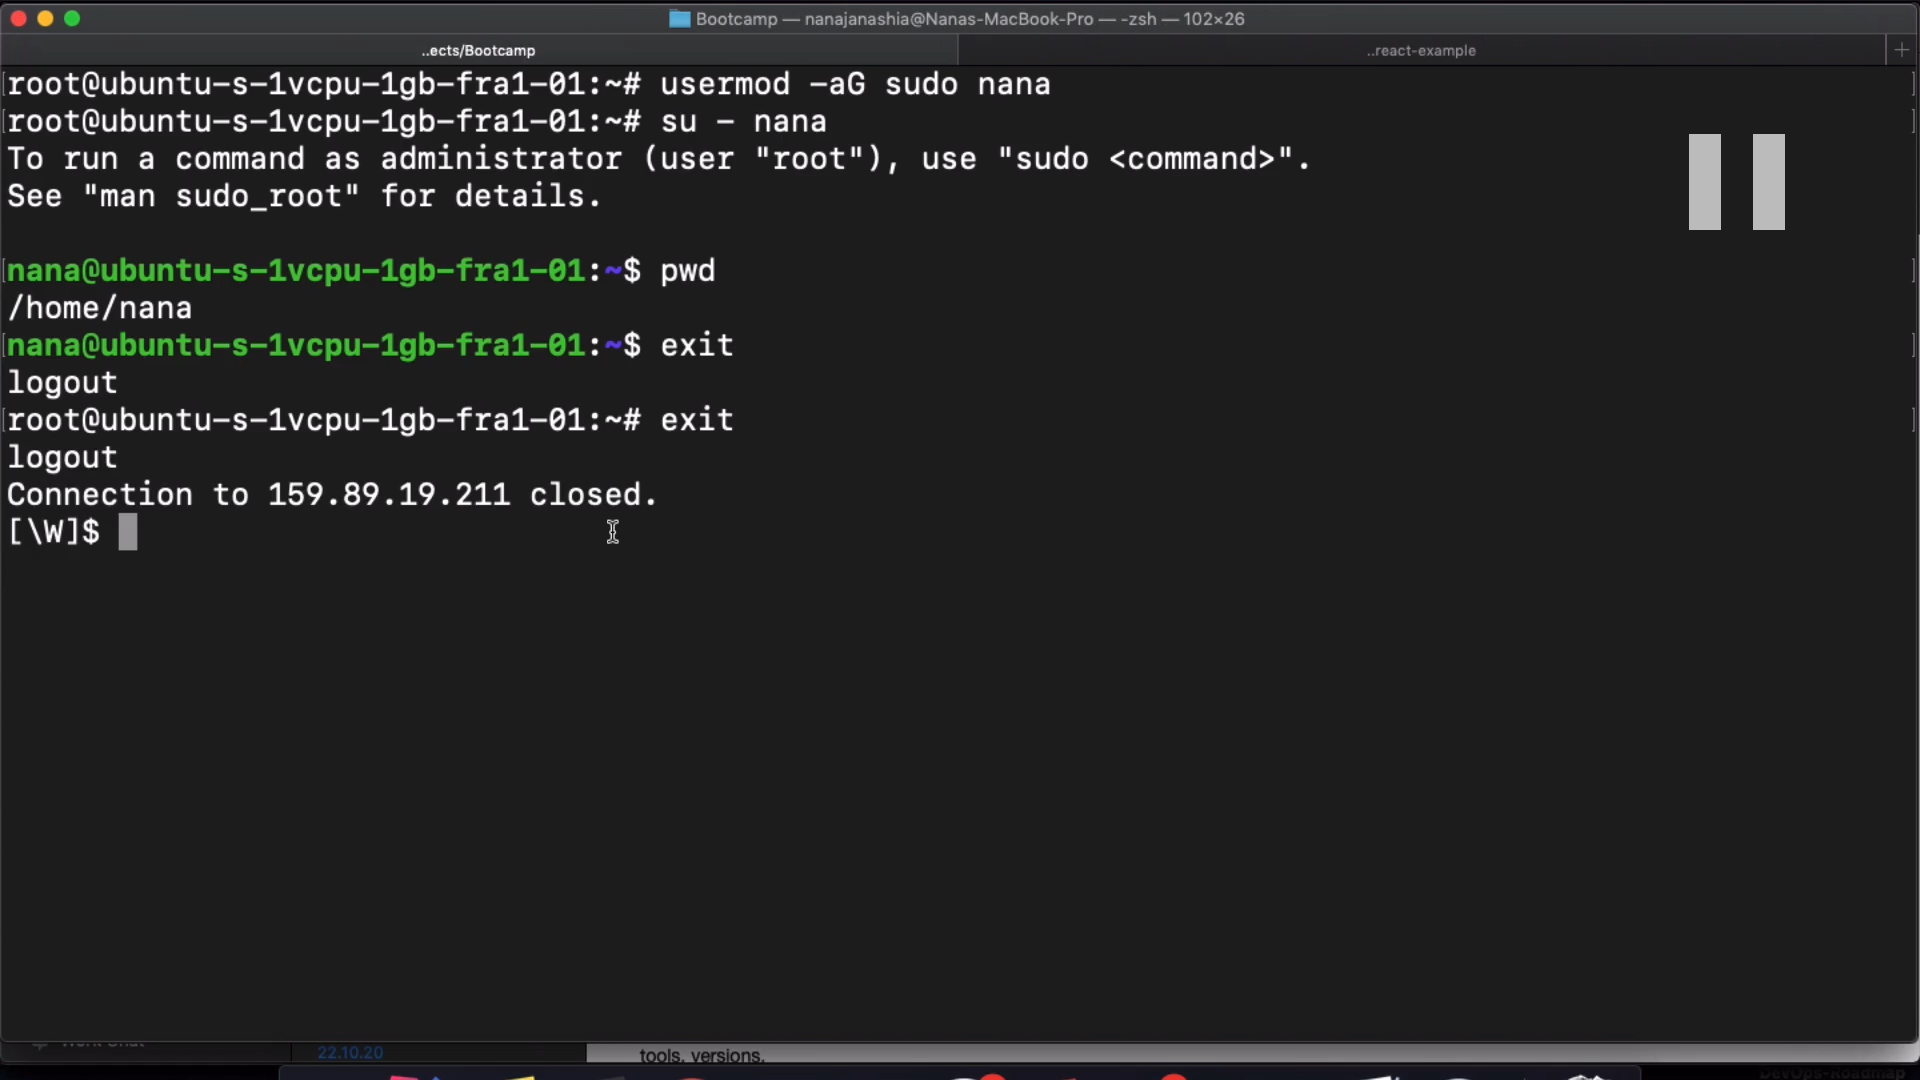 Bootcamp — nanajanashia@Nanas-MacBook-Pro — -zsh — 102×26
..ects/Bootcamp
..react-example
root@ubuntu-s-1vcpu-1gb-fra1-01:~# usermod -aG sudo nana
root@ubuntu-s-1vcpu-1gb-fra1-01:~# su - nana
To run a command as administrator (user "root"), use "sudo <command>".
See "man sudo_root" for details.
nana@ubuntu-s-1vcpu-1gb-fra1-01:~$ pwd
/home/nana
nana@ubuntu-s-1vcpu-1gb-fra1-01:~$ exit
logout
root@ubuntu-s-1vcpu-1gb-fra1-01:~# exit
logout
Connection to 159.89.19.211 closed.
[\W]$
22.10.20
tools, versions.
DevOps-Roadmap